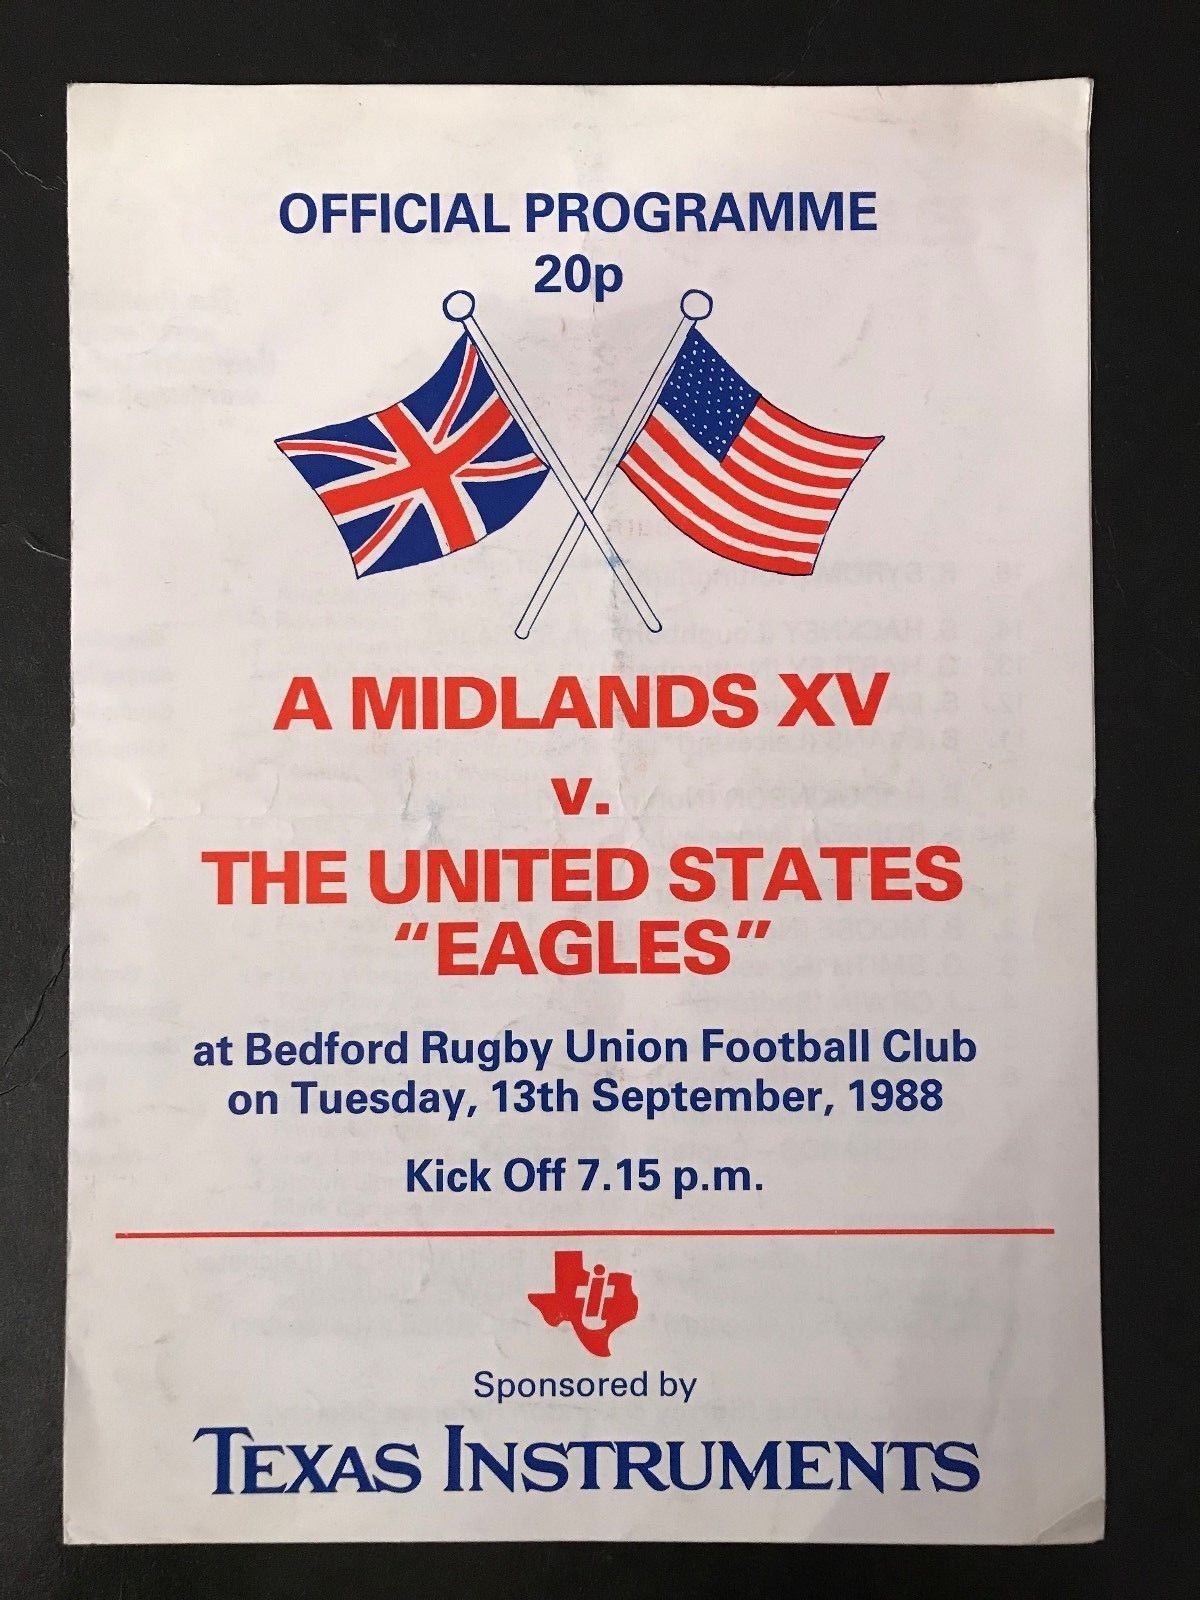 OFFICIAL PROGRAMME
20p
A MIDLANDS XV
v.
THE UNITED STATES
"EAGLES"
at Bedford Rugby Union Football Club
on Tuesday, 13th September, 1988
Kick Off 7.15 p.m.
ti
Sponsored by
TEXAS INSTRUMENTS